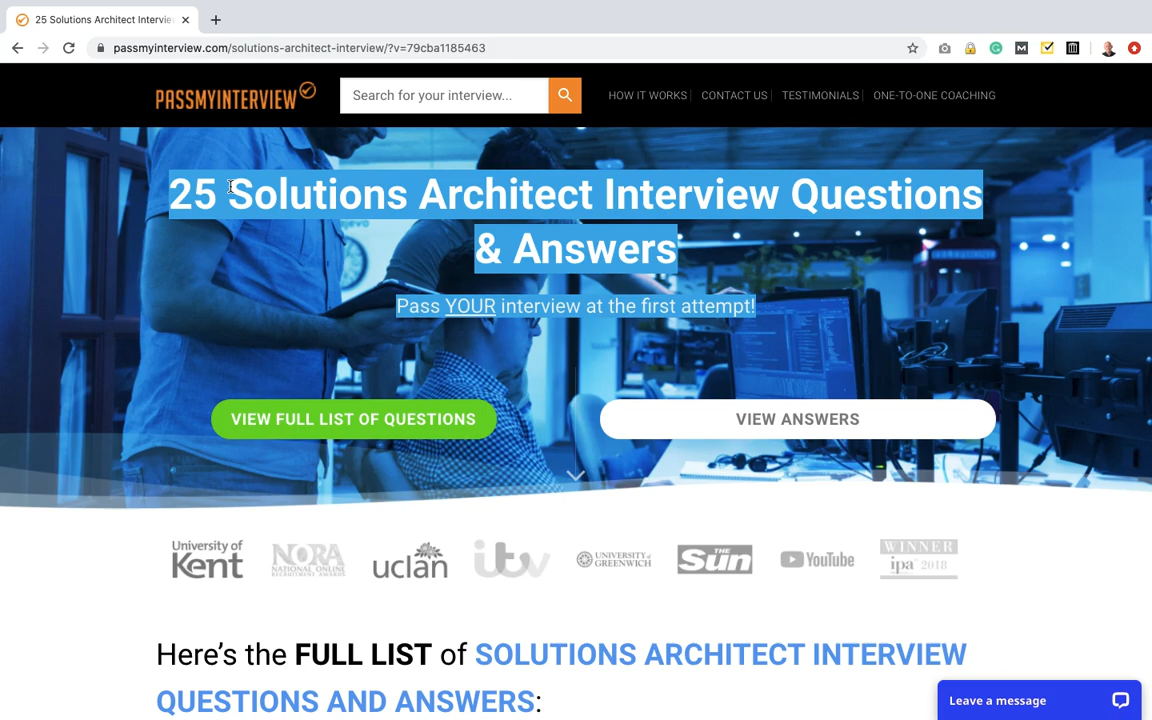 25 Solutions Architect Intervie
passmyinterview.com/solutions-architect-interview/?v=79cba1185463
PASSMYINTERVIEW
Search for your interview...
HOW IT WORKS
CONTACT US
TESTIMONIALS
ONE-TO-ONE COACHING
25 Solutions Architect Interview Questions
& Answers
Pass YOUR interview at the first attempt!
VIEW FULL LIST OF QUESTIONS
VIEW ANSWERS
University of
Kent
NORA
NATIONAL ONLINE
RECRUITMENT AWARDS
uclan
itv
UNIVERSITY
of
GREENWICH
THE
Sun
YouTube
WINNER
ipa 2018
Here's the FULL LIST of SOLUTIONS ARCHITECT INTERVIEW
QUESTIONS AND ANSWERS:
Leave a message